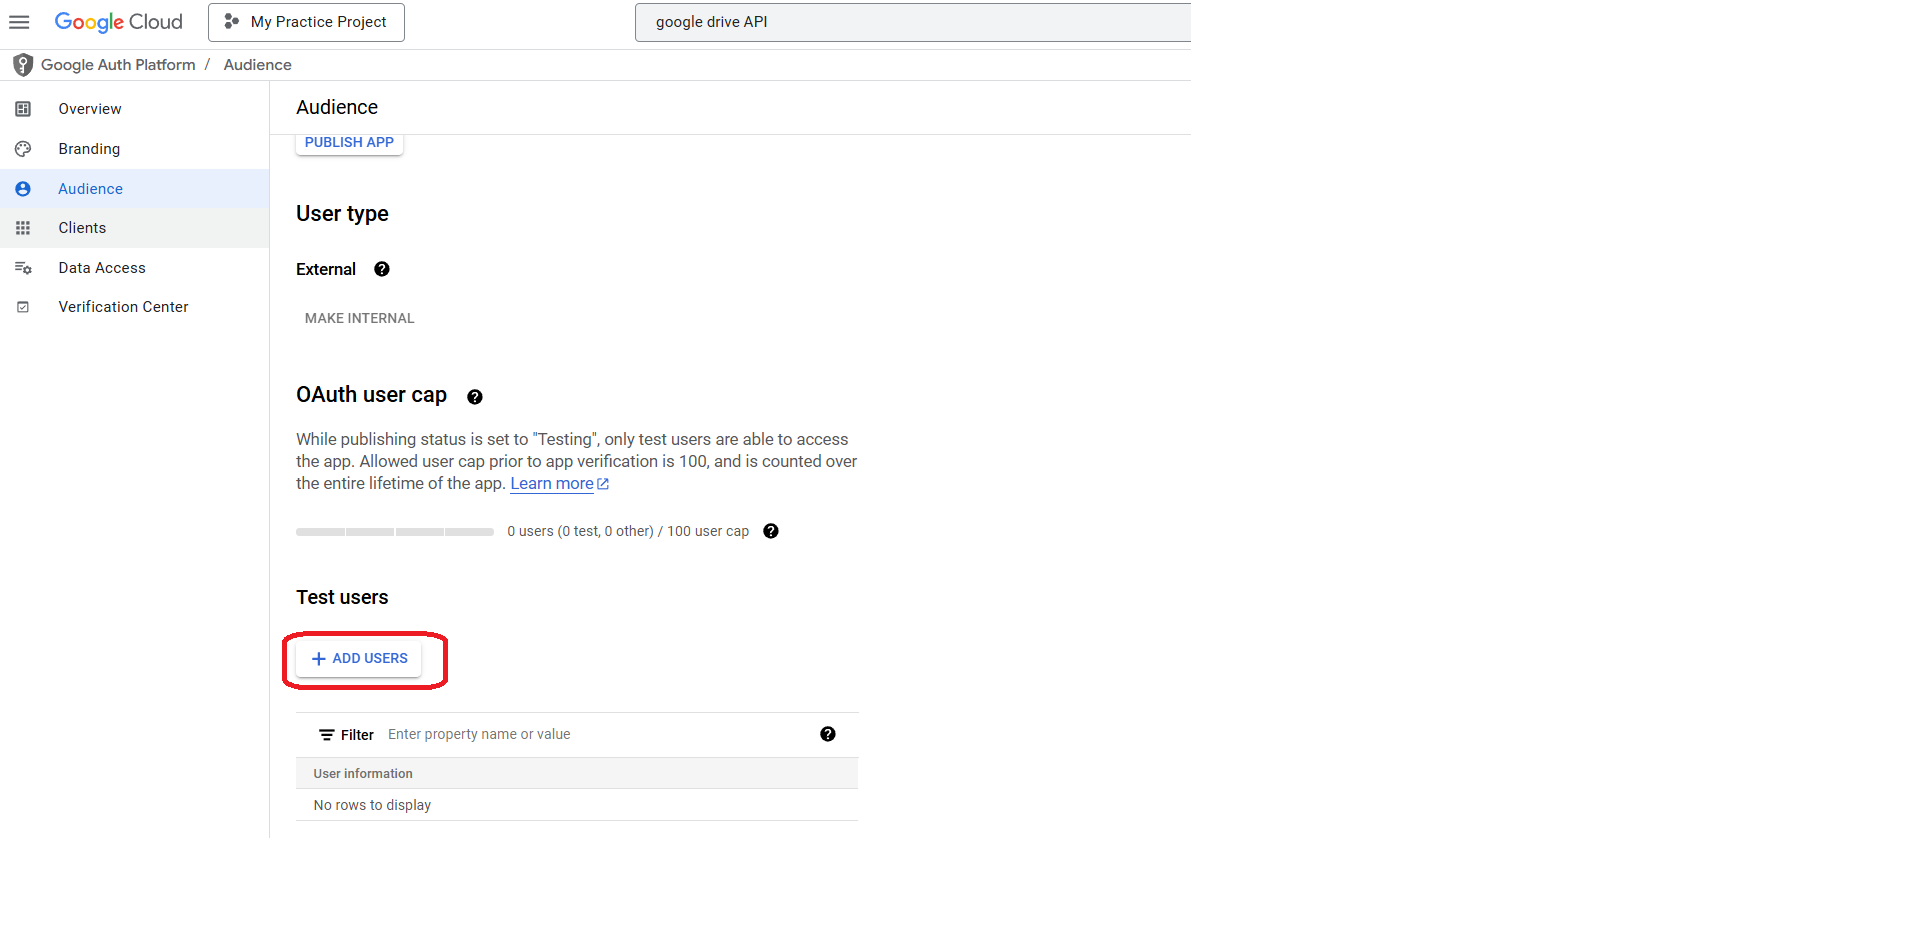 Google Cloud
My Practice Project
google drive API
Google Auth Platform / Audience
Overview
Branding
Audience
Clients
Data Access
Verification Center
Audience
PUBLISH APP
User type
External
MAKE INTERNAL
OAuth user cap
While publishing status is set to "Testing", only test users are able to access
the app. Allowed user cap prior to app verification is 100, and is counted over
the entire lifetime of the app. Learn more
0 users (0 test, 0 other) / 100 user cap
Test users
+ ADD USERS
Filter Enter property name or value
User information
No rows to display